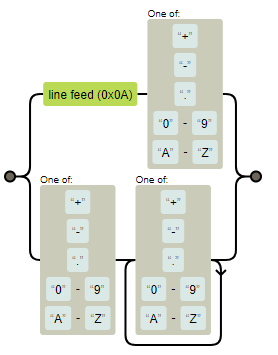 One of:
“+”
“-”
line feed (0x0A)
“.”
“0” - “9”
“A” - “Z”
One of: One of:
“+” “+”
“-” “-”
“.” “.”
“0” - “9” “0” - “9”
“A” - “Z” “A” - “Z”